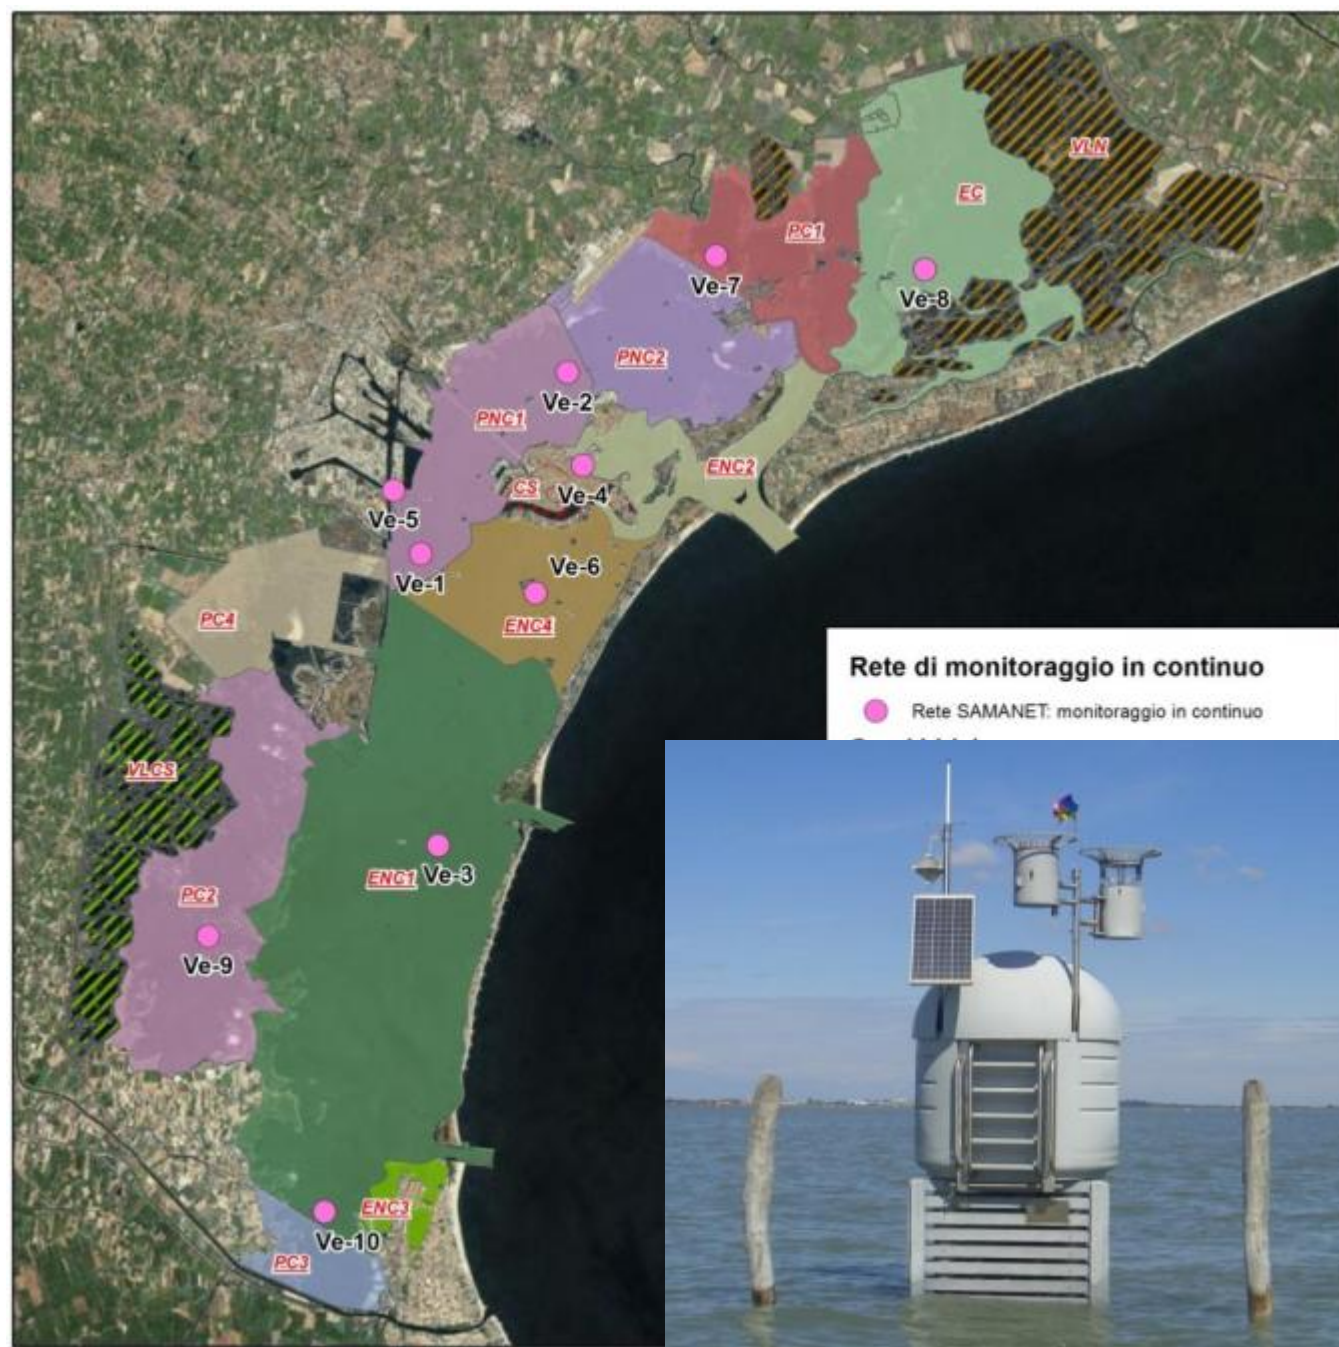 VLN
EC
PC1
Ve-7
Ve-8
PNC2
Ve-2
PNC1
ENC2
CS
Ve-4
Ve-5
Ve-1
Ve-6
PC4
ENC4
Rete di monitoraggio in continuo
Rete SAMANET: monitoraggio in continuo
VLCS
ENC1
Ve-3
PC2
Ve-9
ENC3
Ve-10
PC3